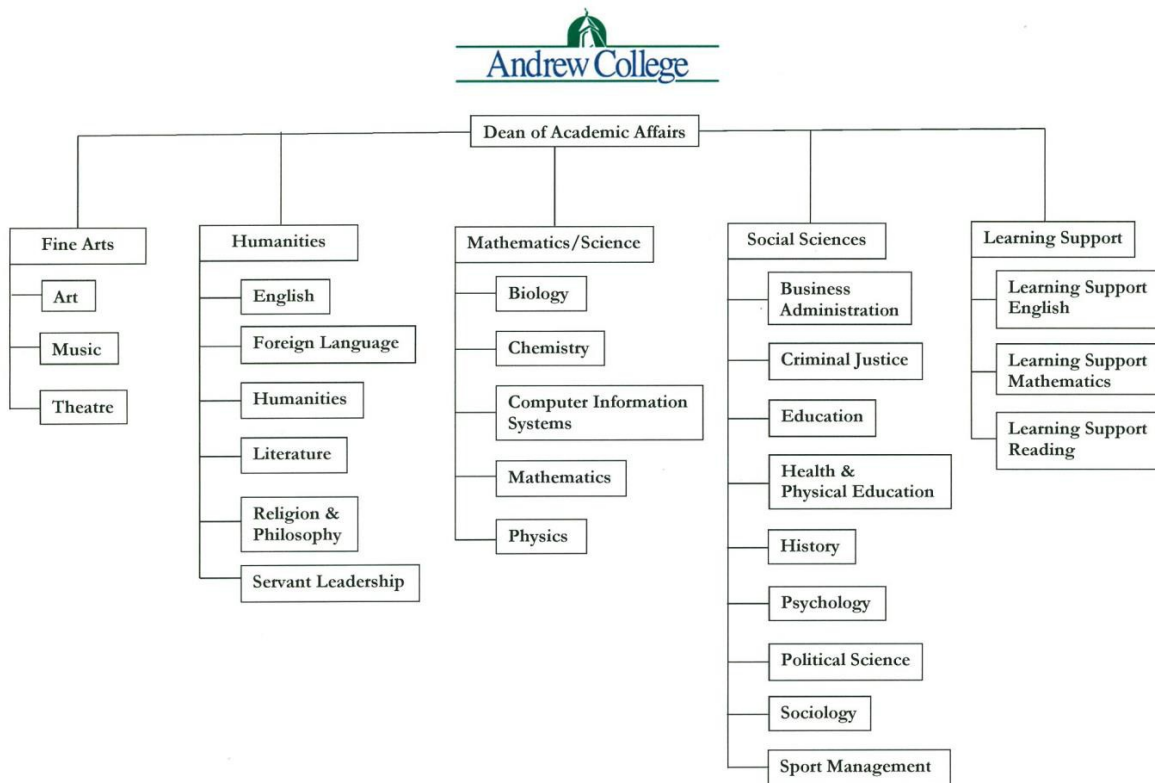 Andrew College
Dean of Academic Affairs
Fine Arts
Art
Music
Theatre
Humanities
English
Foreign Language
Humanities
Literature
Religion &
Philosophy
Servant Leadership
Mathematics/Science
Biology
Chemistry
Computer Information
Systems
Mathematics
Physics
Social Sciences
Business
Administration
Criminal Justice
Education
Health &
Physical Education
History
Psychology
Political Science
Sociology
Sport Management
Learning Support
Learning Support
English
Learning Support
Mathematics
Learning Support
Reading